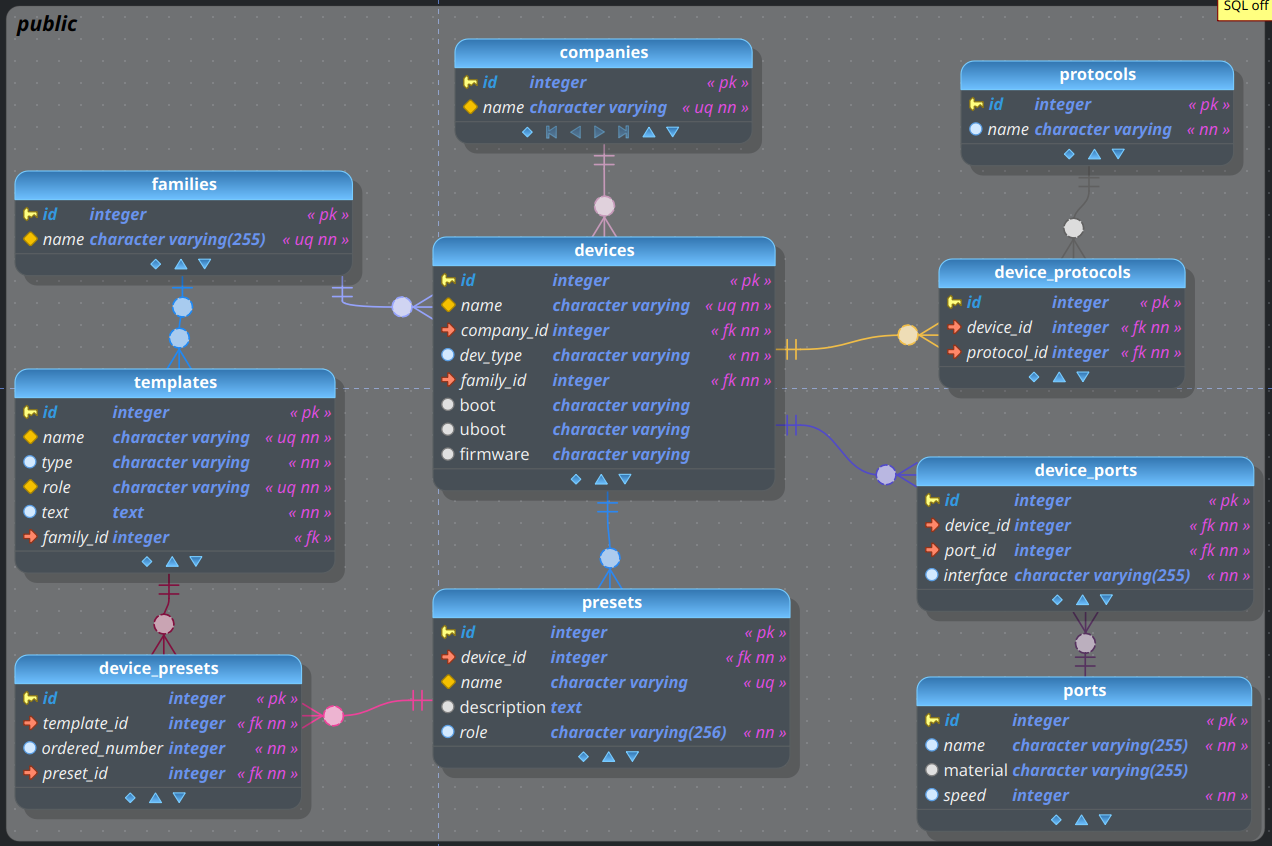 SQL off
public
companies
id integer « pk »
name character varying « uq nn »
protocols
id integer « pk »
name character varying « nn »
families
id integer « pk »
name character varying(255) « uq nn »
devices
id integer « pk »
name character varying « uq nn »
company_id integer « fk nn »
dev_type character varying « nn »
family_id integer « fk nn »
boot character varying
uboot character varying
firmware character varying
device_protocols
id integer « pk »
device_id integer « fk nn »
protocol_id integer « fk nn »
templates
id integer « pk »
name character varying « uq nn »
type character varying « nn »
role character varying « uq nn »
text text « nn »
family_id integer « fk »
device_ports
id integer « pk »
device_id integer « fk nn »
port_id integer « fk nn »
interface character varying(255) « nn »
presets
id integer « pk »
device_id integer « fk nn »
name character varying « uq »
description text
role character varying(256) « nn »
device_presets
id integer « pk »
template_id integer « fk nn »
ordered_number integer « nn »
preset_id integer « fk nn »
ports
id integer « pk »
name character varying(255) « nn »
material character varying(255)
speed integer « nn »